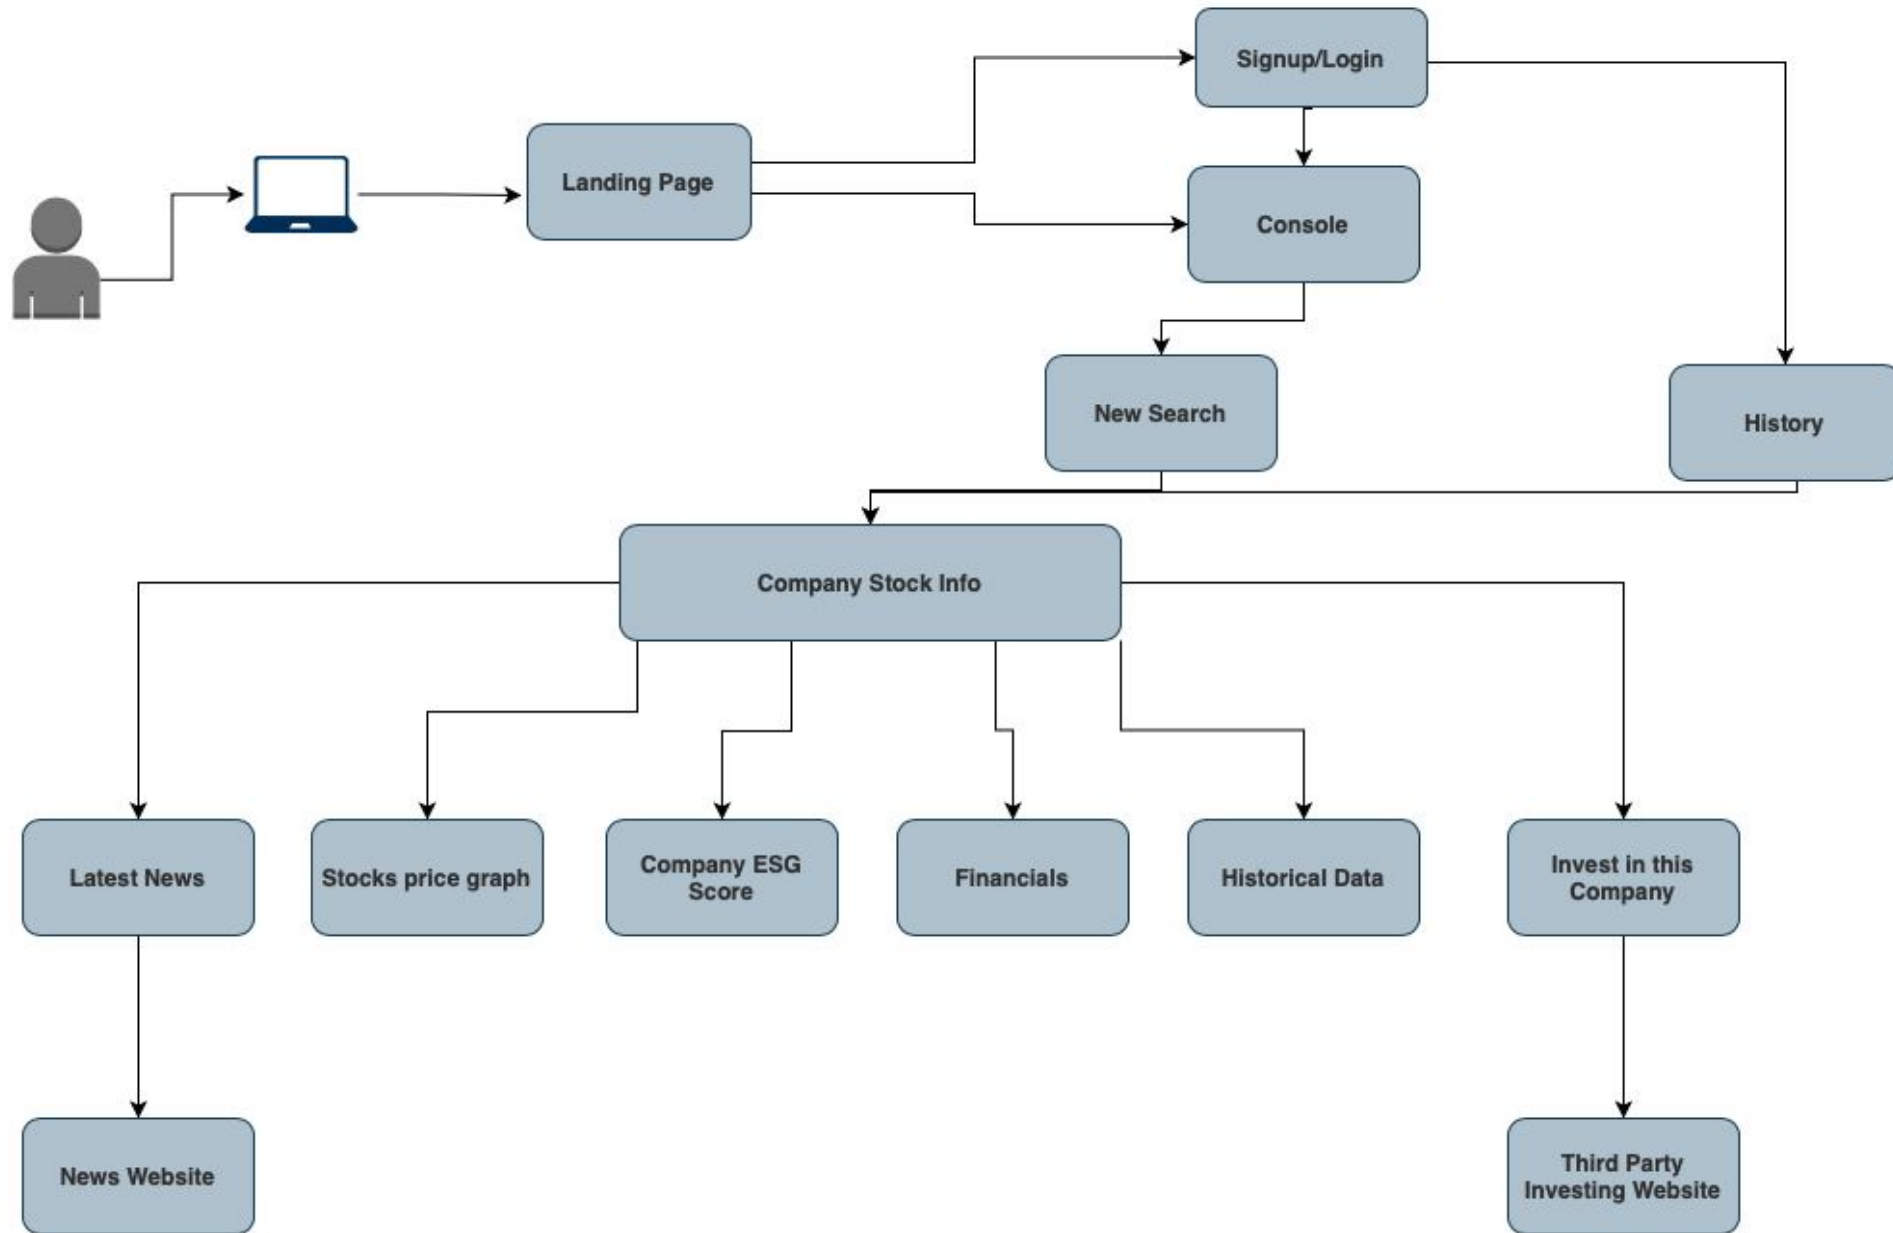 Signup/Login
Landing Page
Console
New Search
History
Company Stock Info
Latest News
Stocks price graph
Company ESG
Score
Financials
Historical Data
Invest in this
Company
News Website
Third Party
Investing Website